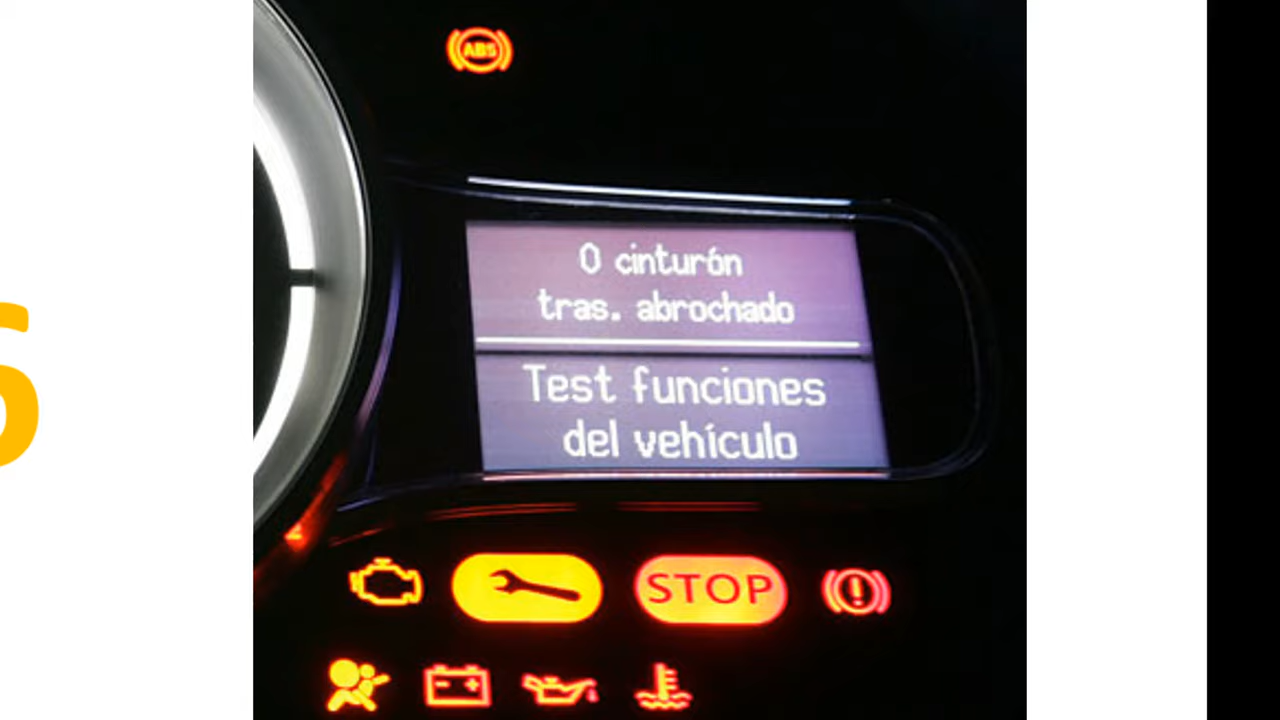 ABS
0 cinturón
tras. abrochado
Test funciones
del vehículo
STOP